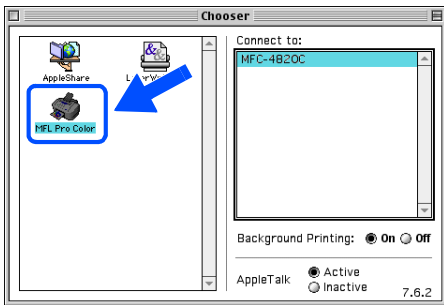 Chooser
AppleShare
MFL Pro Color
Connect to:
MFC-4820C
Background Printing: On Off
AppleTalk
Active
Inactive
7.6.2